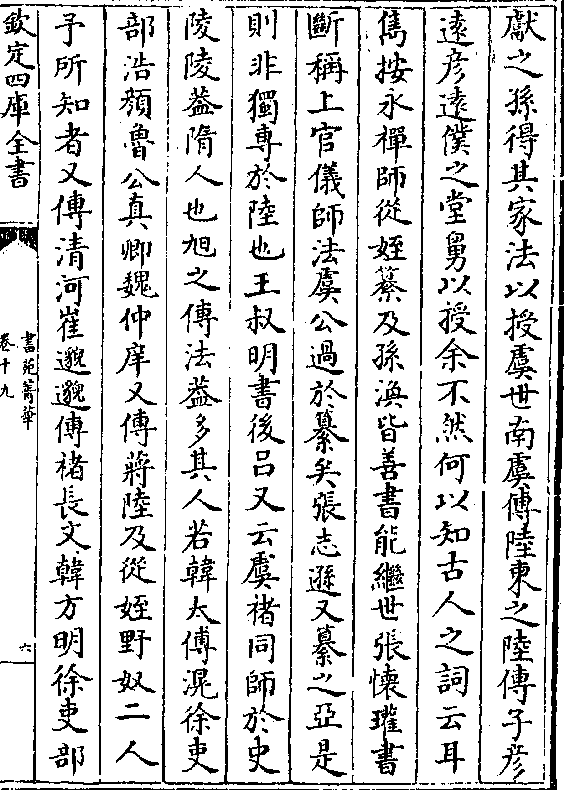 獻之孫得其家法以授虞世南虞傳陸東之陸傳子彦
遠彦遠僕之堂舅以授余不然何以知古人之詞云耳
雋按永禪師從姪纂及孫渙皆善書能繼世張懷瓘書
斷稱上官儀師法虞公過於纂矣張志遜又纂之亞是
則非獨專於陸也王叔明書後吕又云虞褚同師於史
陵陵蓋隋人也旭之傳法蓋多其人若韓太傅滉徐吏
部浩顔魯公真卿魏仲犀又傳蔣陸及從姪野奴二人
予所知者又傳清河崔邈邈傳褚長文韓方明徐吏部
欽定四庫全書
書苑菁華
卷十九
六